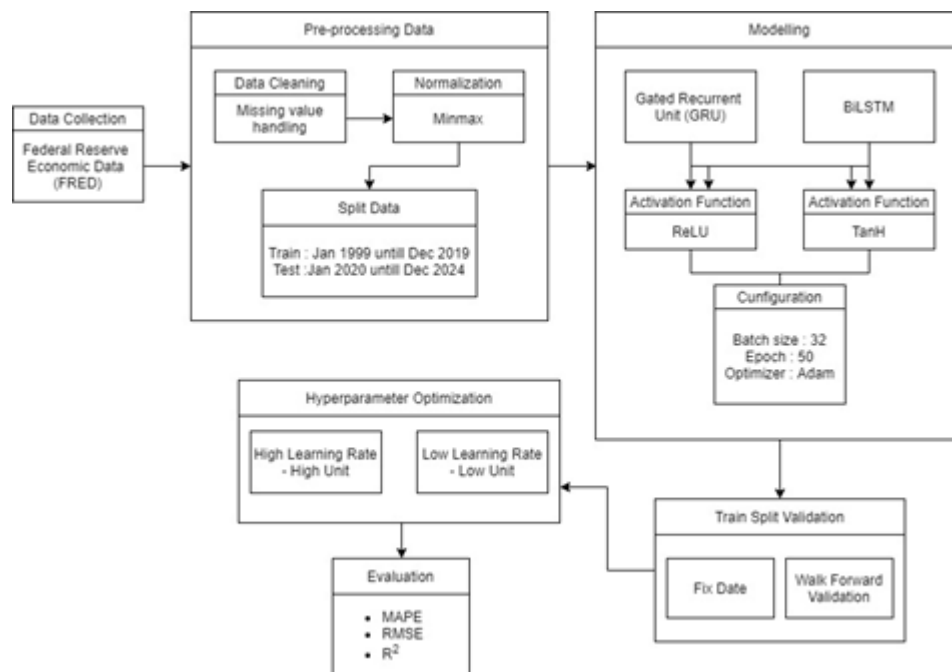 Data Collection
Federal Reserve
Economic Data
(FRED)
Pre-processing Data
Data Cleaning
Missing value
handling
Normalization
Minmax
Split Data
Train : Jan 1999 untill Dec 2019
Test :Jan 2020 untill Dec 2024
Modelling
Gated Recurrent
Unit (GRU)
BiLSTM
Activation Function
ReLU
Activation Function
TanH
Cunfiguration
Batch size : 32
Epoch : 50
Optimizer : Adam
Train Split Validation
Fix Date
Walk Forward
Validation
Hyperparameter Optimization
High Learning Rate
- High Unit
Low Learning Rate
- Low Unit
Evaluation
• MAPE
• RMSE
• R²